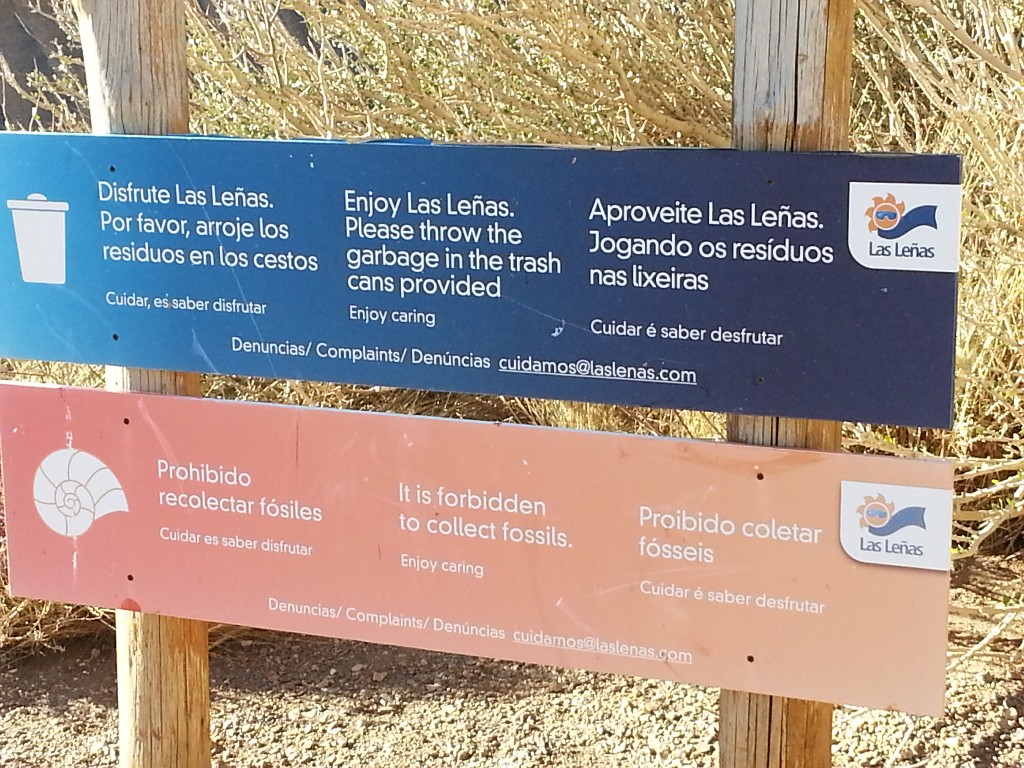 Disfrute Las Leñas.
Por favor, arroje los
residuos en los cestos
Cuidar, es saber disfrutar
Enjoy Las Leñas.
Please throw the
garbage in the trash
cans provided
Enjoy caring
Aproveite Las Leñas.
Jogando os resíduos
nas lixeiras
Cuidar é saber desfrutar
Las Leñas
Denuncias/ Complaints/ Denúncias cuidamos@laslenas.com
Prohibido
recolectar fósiles
Cuidar es saber disfrutar
It is forbidden
to collect fossils.
Enjoy caring
Proibido coletar
fósseis
Cuidar é saber desfrutar
Las Leñas
Denuncias/ Complaints/ Denúncias cuidamos@laslenas.com